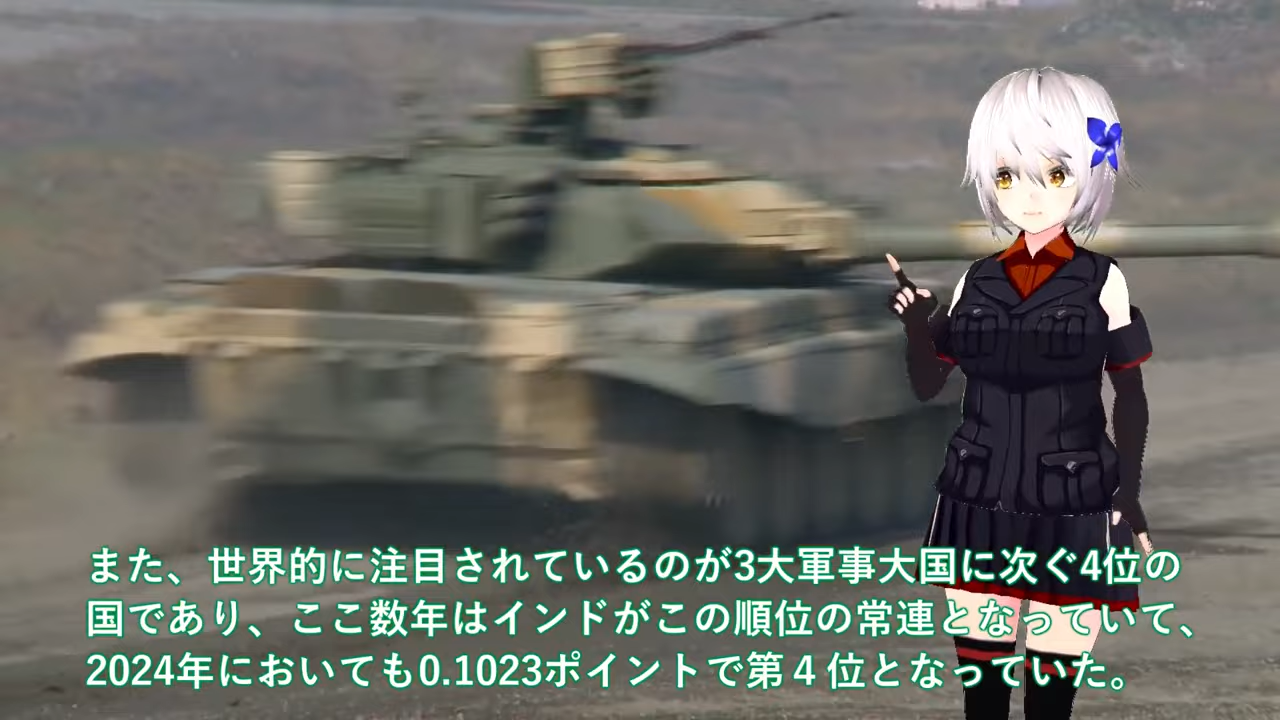 また、世界的に注目されているのが3大軍事大国に次ぐ4位の
国であり、ここ数年はインドがこの順位の常連となっていて、
2024年においても0.1023ポイントで第４位となっていた。